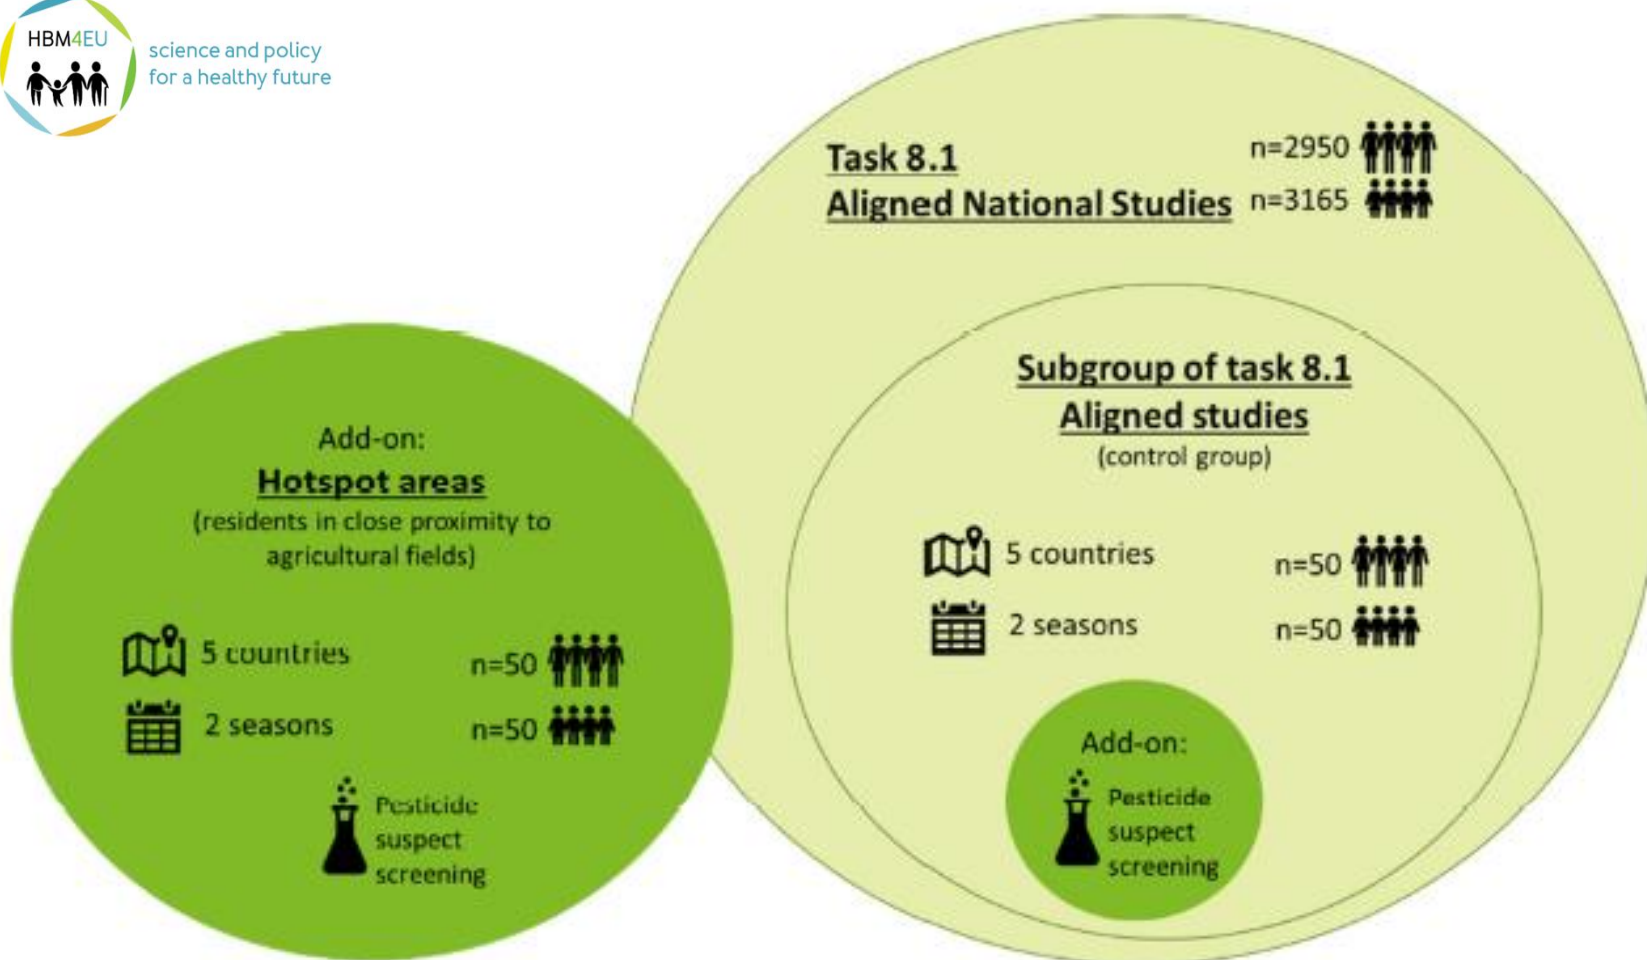 HBM4EU
science and policy
for a healthy future
Task 8.1
Aligned National Studies
n=2950
n=3165
Subgroup of task 8.1
Aligned studies
(control group)
5 countries
n=50
2 seasons
n=50
Add-on:
Pesticide
suspect
screening
Add-on:
Hotspot areas
(residents in close proximity to
agricultural fields)
5 countries
n=50
2 seasons
n=50
Pesticide
suspect
screening